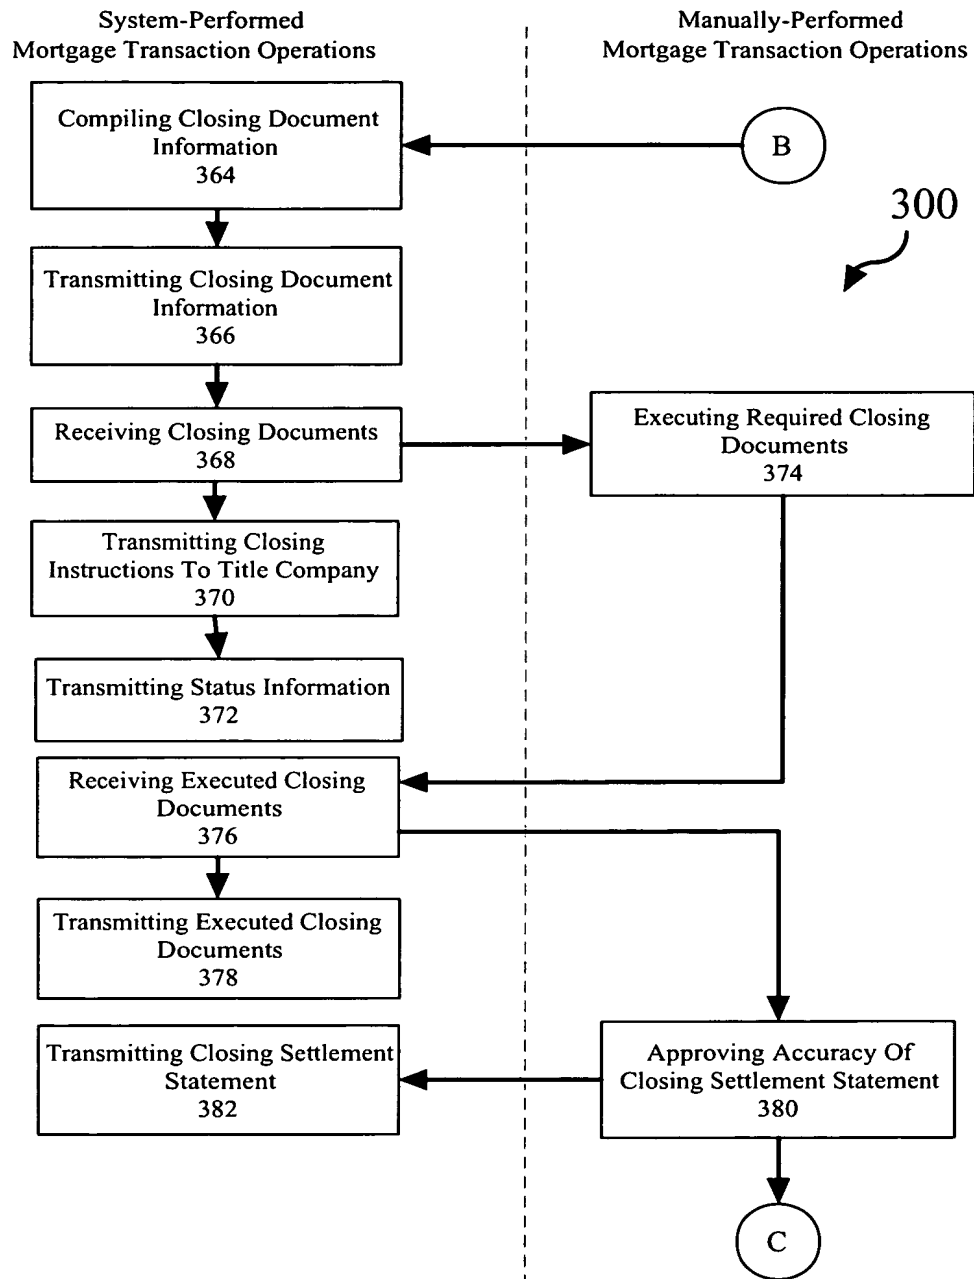 System-Performed
Mortgage Transaction Operations
Manually-Performed
Mortgage Transaction Operations
Compiling Closing Document
Information
364
B
300
Transmitting Closing Document
Information
366
Receiving Closing Documents
368
Executing Required Closing
Documents
374
Transmitting Closing
Instructions To Title Company
370
Transmitting Status Information
372
Receiving Executed Closing
Documents
376
Transmitting Executed Closing
Documents
378
Transmitting Closing Settlement
Statement
382
Approving Accuracy Of
Closing Settlement Statement
380
C